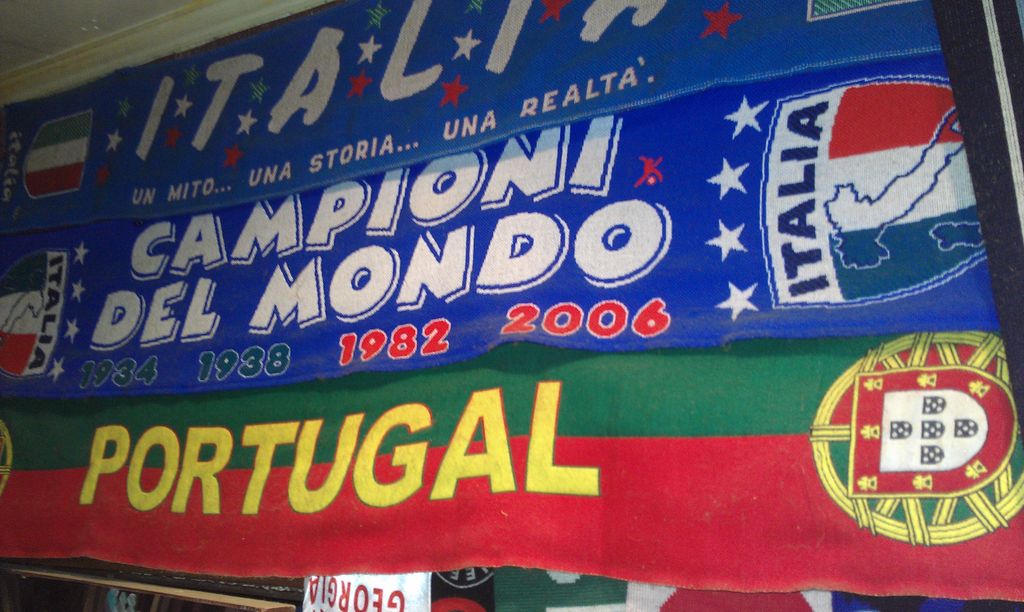 ITALIA
italia
UN MITO... UNA STORIA... UNA REALTA'.
CAMPIONI
DEL MONDO
ITALIA
ITALIA
1934 1938 1982 2006
PORTUGAL
GEORGIA